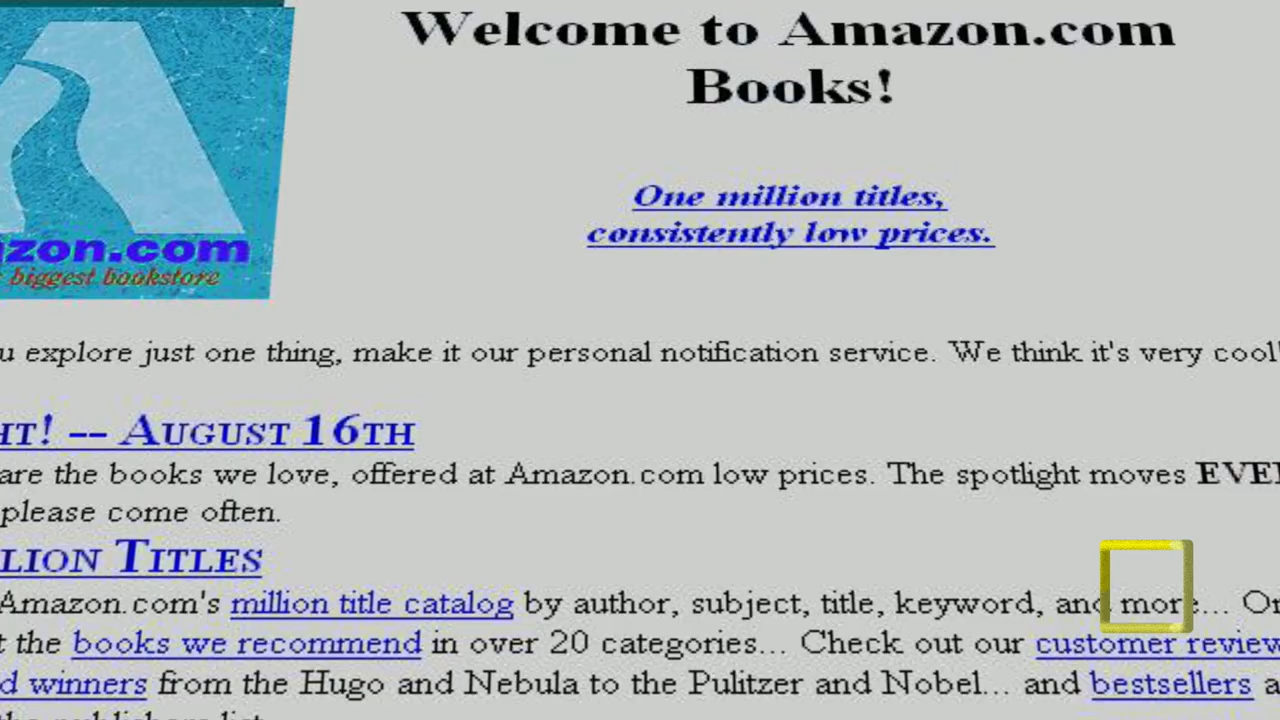 Welcome to Amazon.com
Books!
One million titles,
consistently low prices.
zon.com
biggest bookstore
explore just one thing, make it our personal notification service. We think it's very cool!
HT! -- AUGUST 16TH
are the books we love, offered at Amazon.com low prices. The spotlight moves
please come often.
LION TITLES
Amazon.com's million title catalog by author, subject, title, keyword, and more...
the books we recommend in over 20 categories... Check out our customer review
winners from the Hugo and Nebula to the Pulitzer and Nobel... and bestsellers